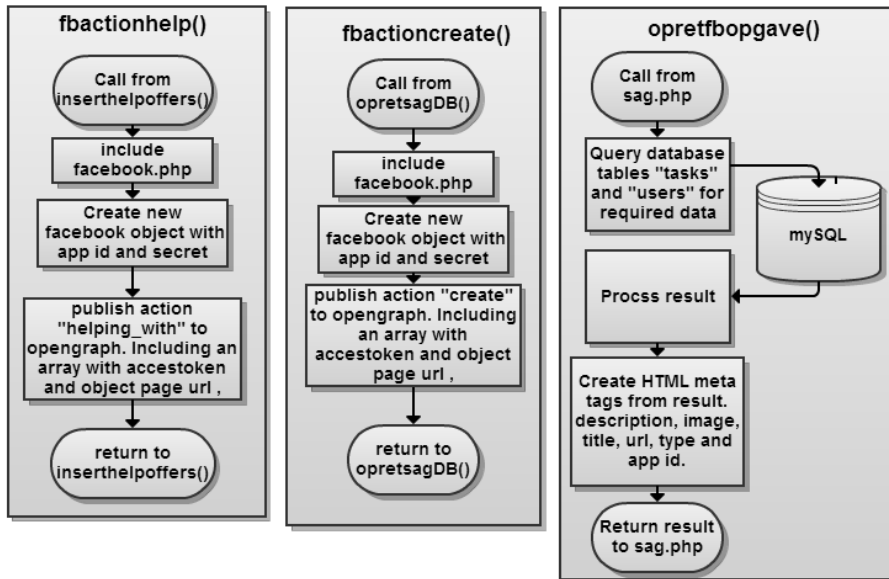 fbactionhelp()
Call from
inserthelpoffers()
include
facebook.php
Create new
facebook object with
app id and secret
publish action
"helping_with" to
opengraph. Including an
array with accestoken
and object page url ,
return to
inserthelpoffers()
fbactioncreate()
Call from
opretsagDB()
include
facebook.php
Create new
facebook object with
app id and secret
publish action "create"
to opengraph. Including
an array with
accestoken and object
page url ,
return to
opretsagDB()
opretfbopgave()
Call from
sag.php
Query database
tables "tasks"
and "users" for
required data
mySQL
Procss result
Create HTML meta
tags from result.
description, image,
title, url, type and
app id.
Return result
to sag.php